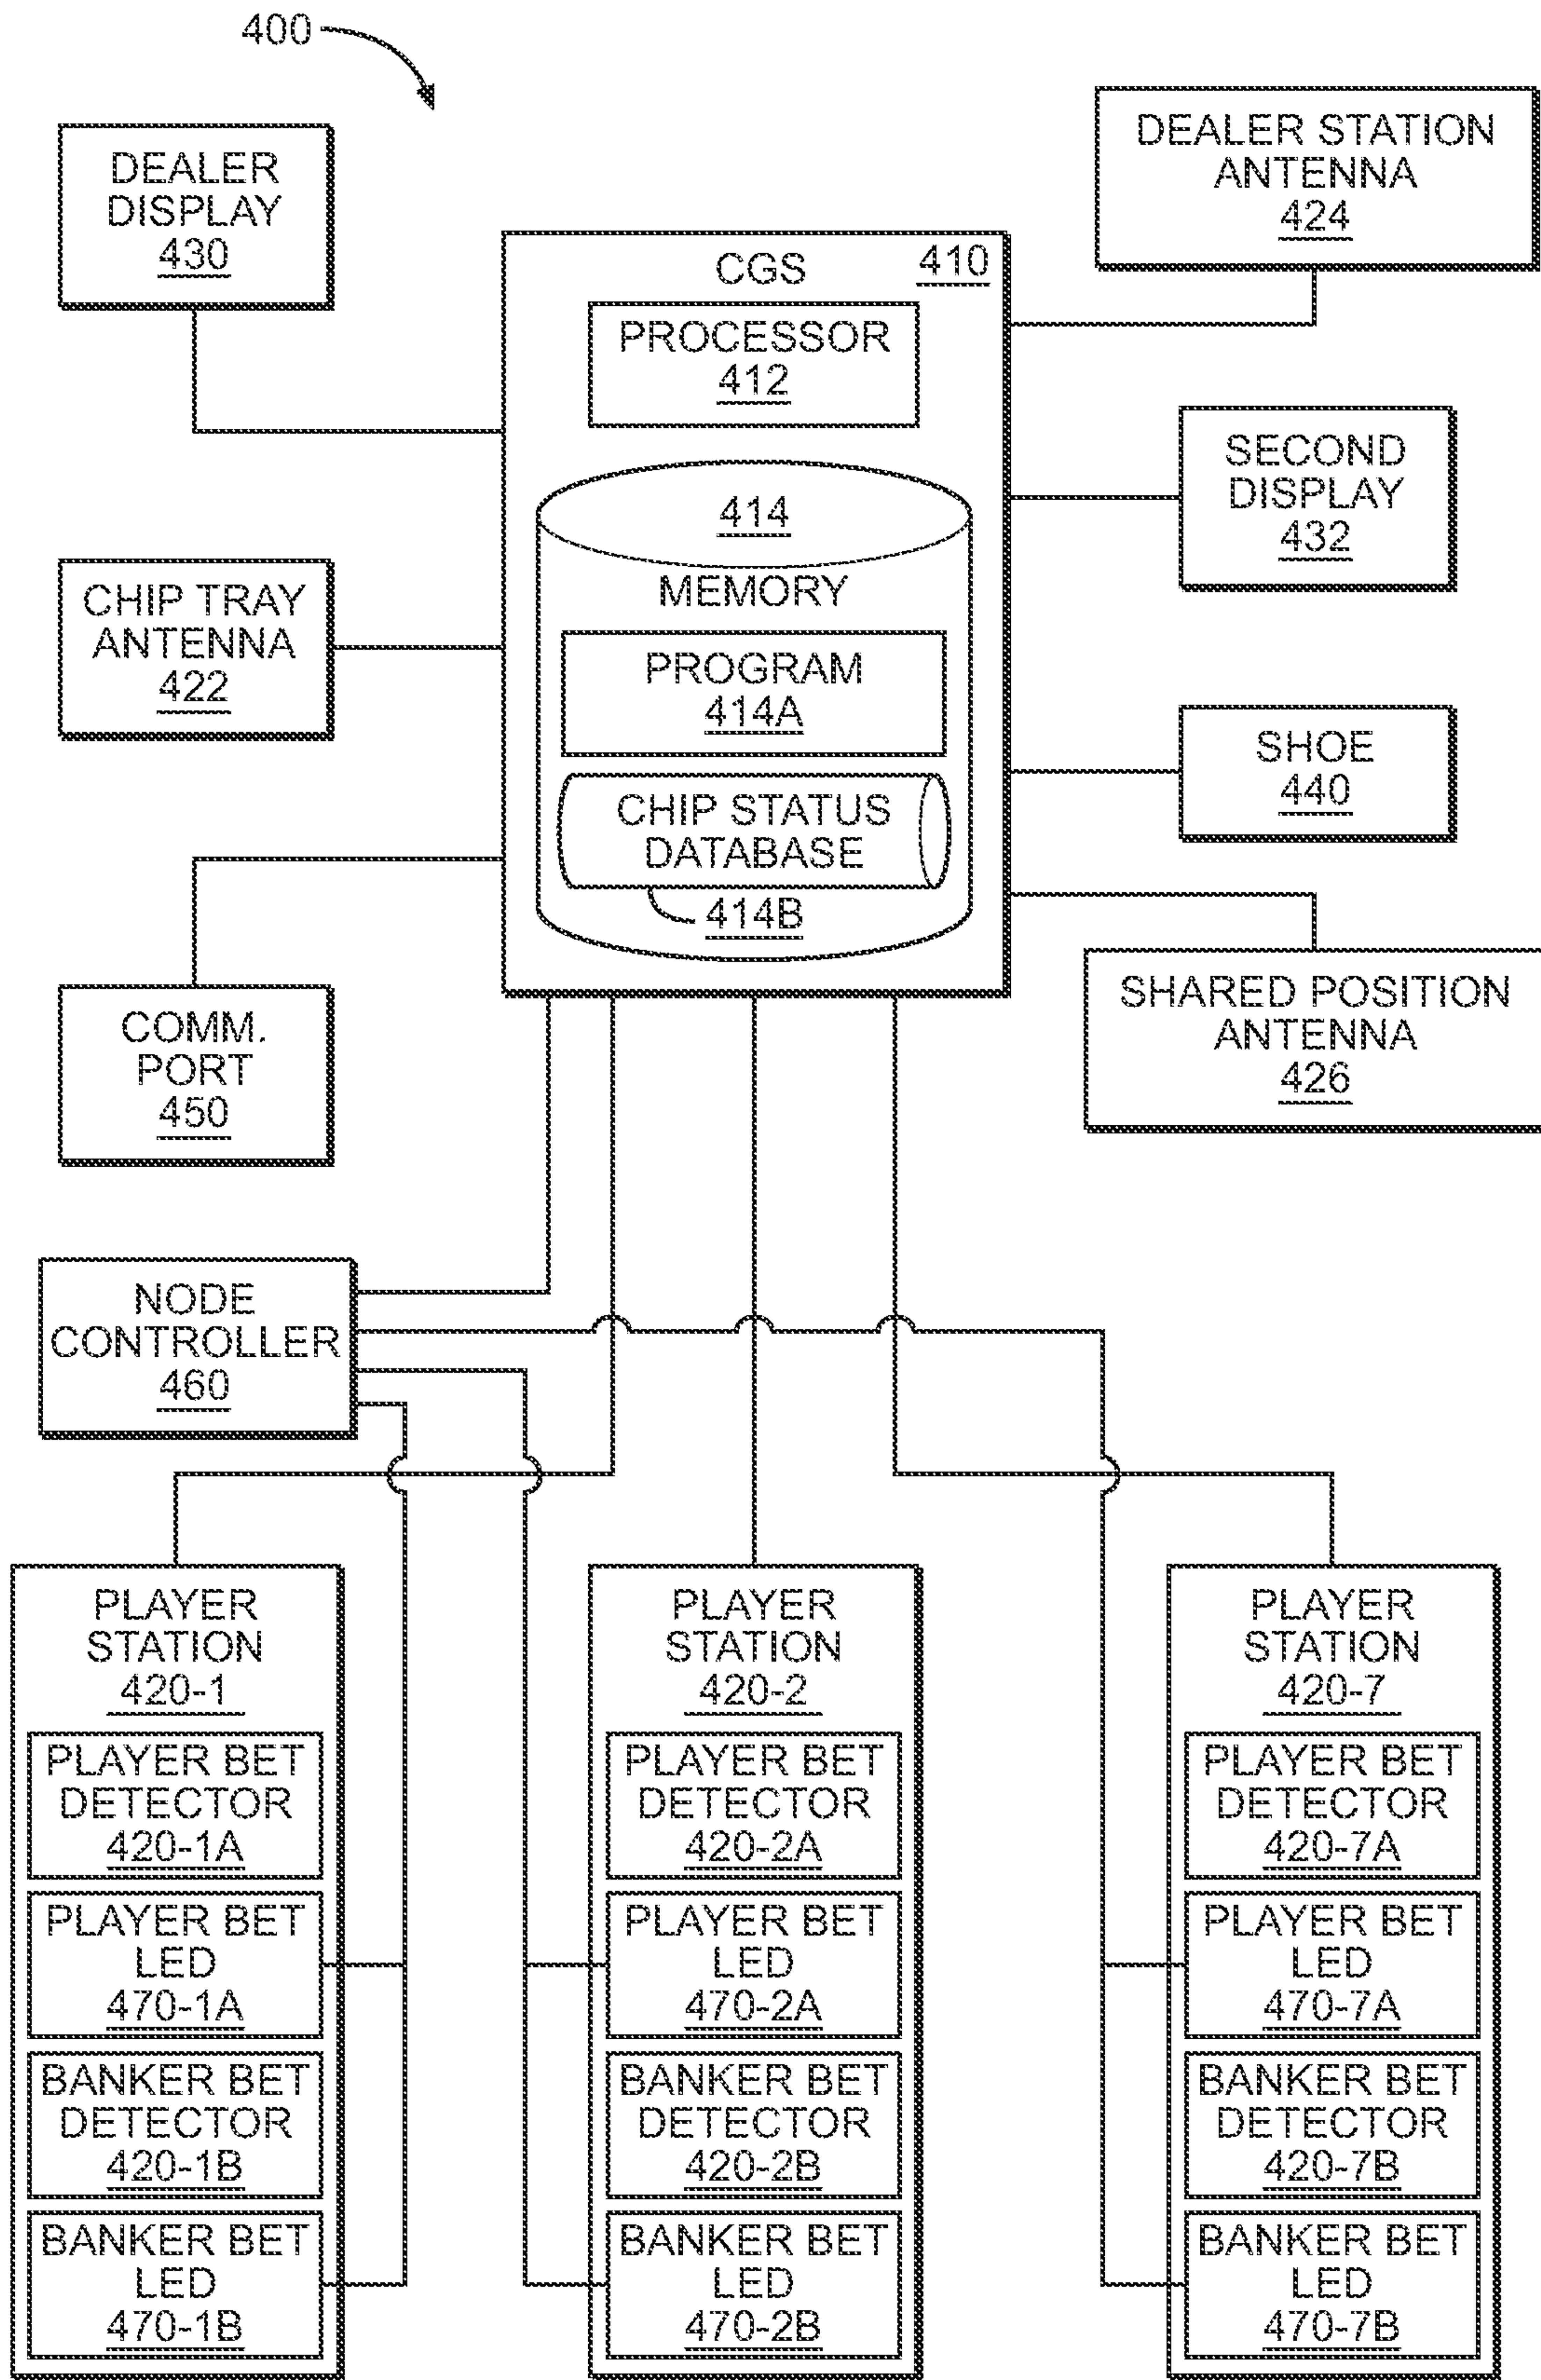 400
DEALER
DISPLAY
430
DEALER STATION
ANTENNA
424
CGS
410
PROCESSOR
412
414
MEMORY
PROGRAM
414A
CHIP STATUS
DATABASE
414B
SECOND
DISPLAY
432
CHIP TRAY
ANTENNA
422
SHOE
440
COMM.
PORT
450
SHARED POSITION
ANTENNA
426
NODE
CONTROLLER
460
PLAYER
STATION
420-1
PLAYER BET
DETECTOR
420-1A
PLAYER BET
LED
470-1A
BANKER BET
DETECTOR
420-1B
BANKER BET
LED
470-1B
PLAYER
STATION
420-2
PLAYER BET
DETECTOR
420-2A
PLAYER BET
LED
470-2A
BANKER BET
DETECTOR
420-2B
BANKER BET
LED
470-2B
PLAYER
STATION
420-7
PLAYER BET
DETECTOR
420-7A
PLAYER BET
LED
470-7A
BANKER BET
DETECTOR
420-7B
BANKER BET
LED
470-7B